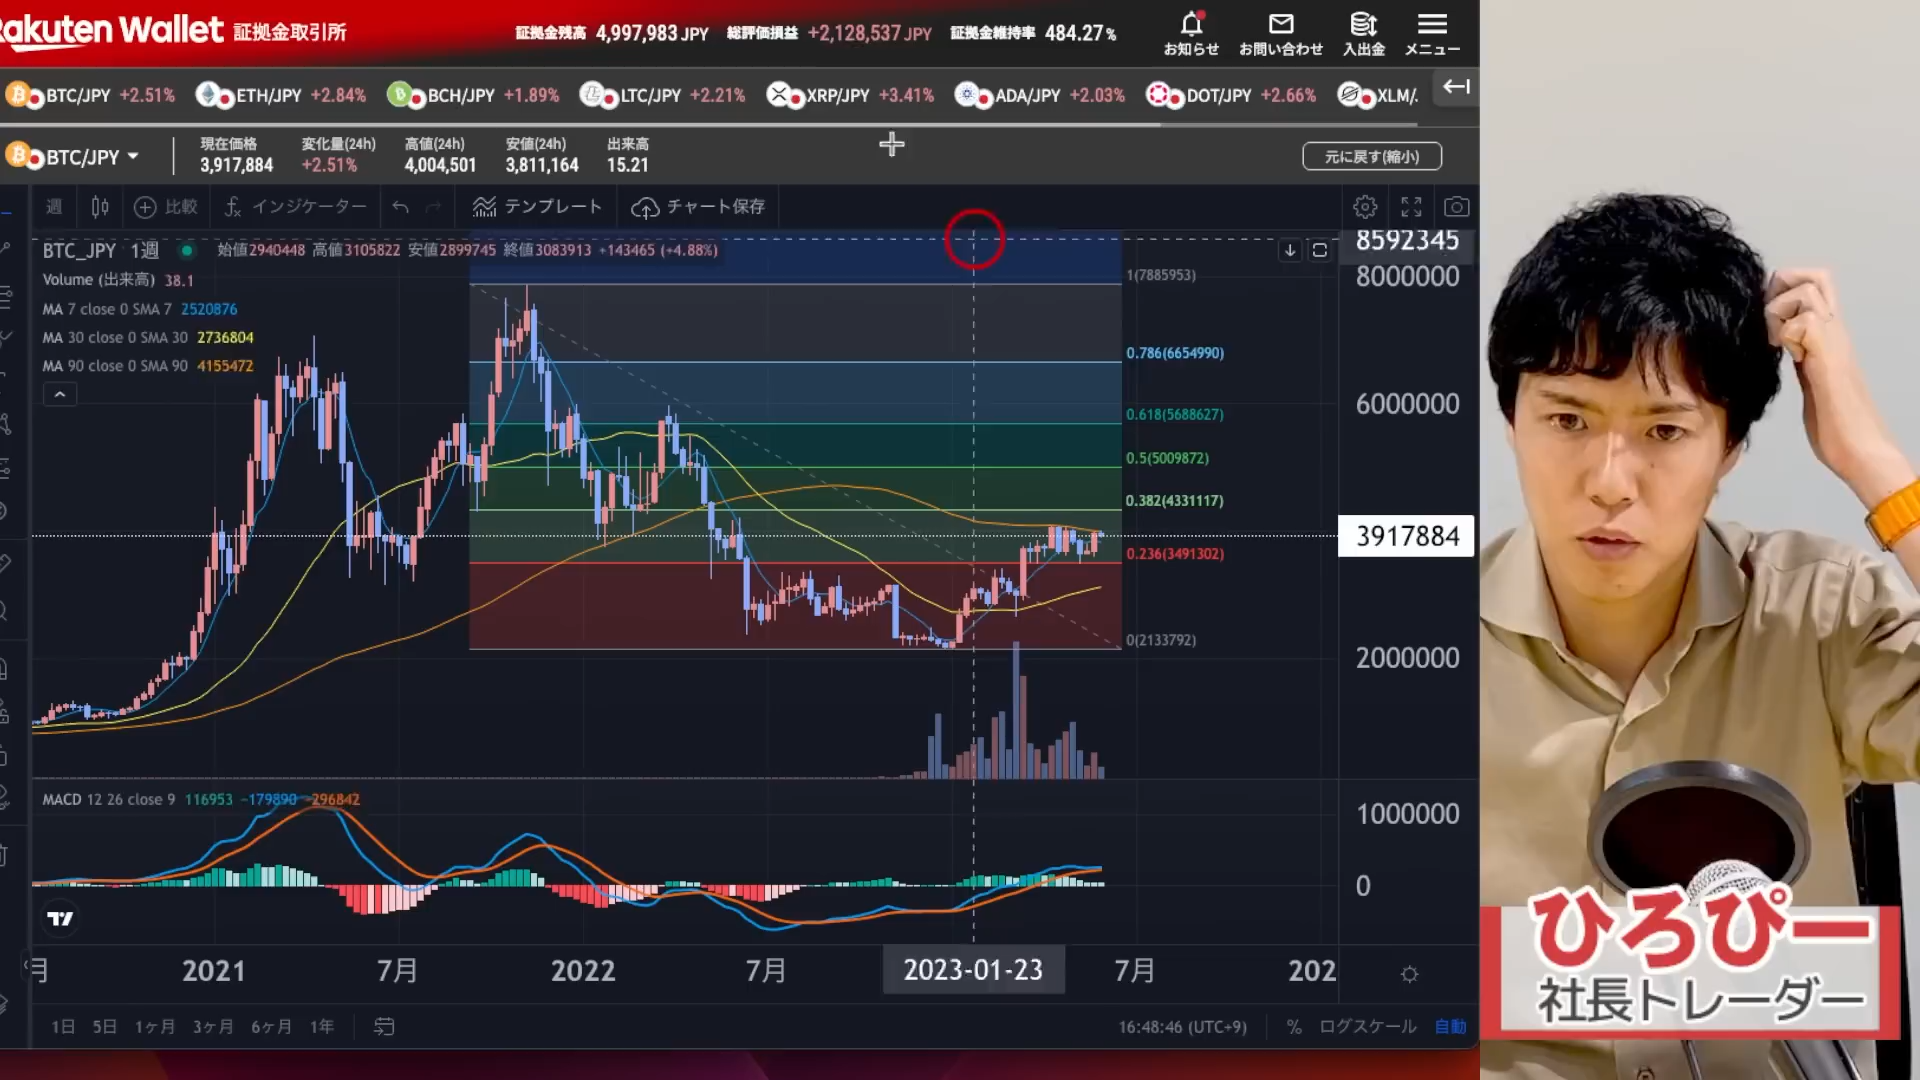 Rakuten Wallet 証拠金取引所
証拠金残高 4,997,983 JPY 総評価損益 +2,128,537 JPY 証拠金維持率 484.27 %
お知らせ お問い合わせ 入出金 メニュー
BTC/JPY +2.51% ETH/JPY +2.84% BCH/JPY +1.89% LTC/JPY +2.21% XRP/JPY +3.41% ADA/JPY +2.03% DOT/JPY +2.66% XLM/
BTC/JPY
現在価格 変化量(24h) 高値(24h) 安値(24h) 出来高
3,917,884 +2.51% 4,004,501 3,811,164 15.21
元に戻す(縮小)
週 比較 インジケーター テンプレート チャート保存
BTC_JPY 1週 始値2940448 高値3105822 安値2899745 終値3083913 +143465 (+4.88%)
Volume (出来高) 38.1
MA 7 close 0 SMA 7 2520876
MA 30 close 0 SMA 30 2736804
MA 90 close 0 SMA 90 4155472
8592345
8000000
6000000
3917884
2000000
1(7885953)
0.786(6654990)
0.618(5688627)
0.5(5009872)
0.382(4331117)
0.236(3491302)
0(2133792)
MACD 12 26 close 9 116953 −179890 −296842
1000000
0
月 2021 7月 2022 7月 2023-01-23 7月 202
1日 5日 1ヶ月 3ヶ月 6ヶ月 1年 16:48:46 (UTC+9) % ログスケール 自動
ひろぴー
社長トレーダー